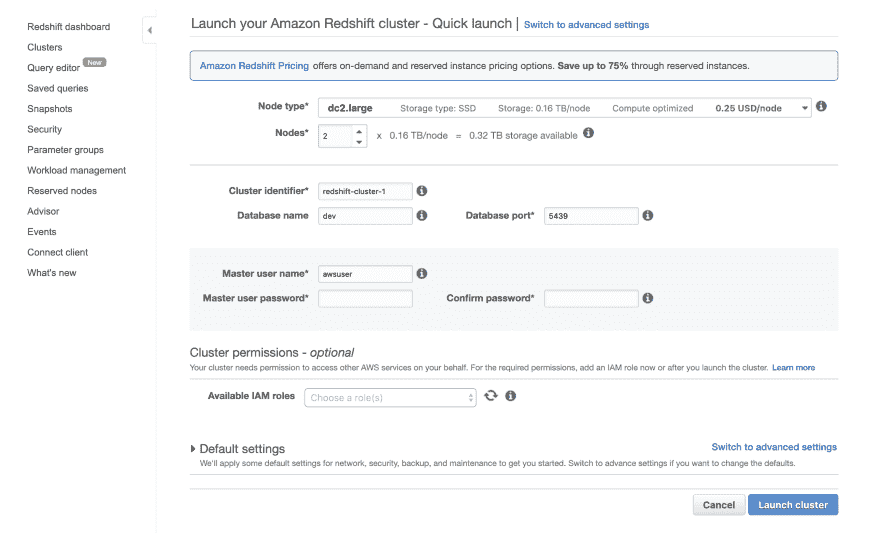 Redshift dashboard
Clusters
Query editor New
Saved queries
Snapshots
Security
Parameter groups
Workload management
Reserved nodes
Advisor
Events
Connect client
What's new
Launch your Amazon Redshift cluster - Quick launch | Switch to advanced settings
Amazon Redshift Pricing offers on-demand and reserved instance pricing options. Save up to 75% through reserved instances.
Node type* dc2.large Storage type: SSD Storage: 0.16 TB/node Compute optimized 0.25 USD/node
Nodes* 2 x 0.16 TB/node = 0.32 TB storage available
Cluster identifier* redshift-cluster-1
Database name dev Database port* 5439
Master user name* awsuser
Master user password* Confirm password*
Cluster permissions - optional
Your cluster needs permission to access other AWS services on your behalf. For the required permissions, add an IAM role now or after you launch the cluster. Learn more
Available IAM roles Choose a role(s)
Default settings Switch to advanced settings
We'll apply some default settings for network, security, backup, and maintenance to get you started. Switch to advance settings if you want to change the defaults.
Cancel Launch cluster